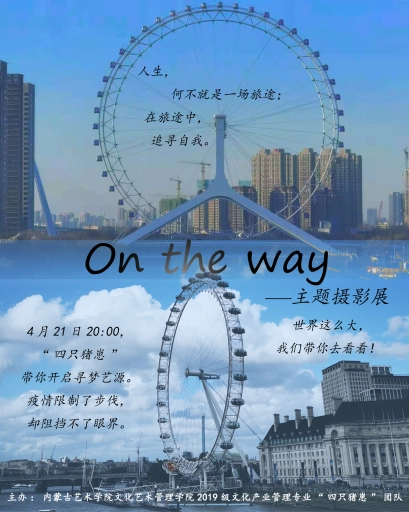 人生，
何不就是一场旅途；
在旅途中，
追寻自我。
On the way
—主题摄影展
4月21日20:00，
“四只猪崽”
带你开启寻梦艺源。
疫情限制了步伐，
却阻挡不了眼界。
世界这么大，
我们带你去看看！
主办：内蒙古艺术学院文化艺术管理学院2019级文化产业管理专业“四只猪崽”团队